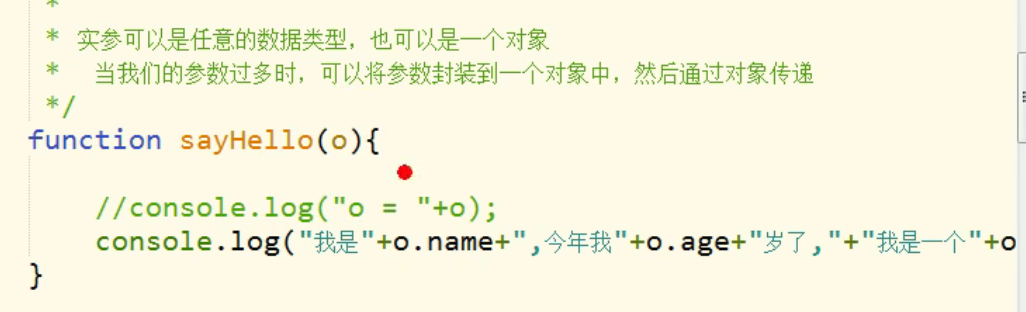 *
* 实参可以是任意的数据类型，也可以是一个对象
* 当我们的参数过多时，可以将参数封装到一个对象中，然后通过对象传递
*/
function sayHello(o){
//console.log("o = "+o);
console.log("我是"+o.name+",今年我"+o.age+"岁了,"+"我是一个"+o
}